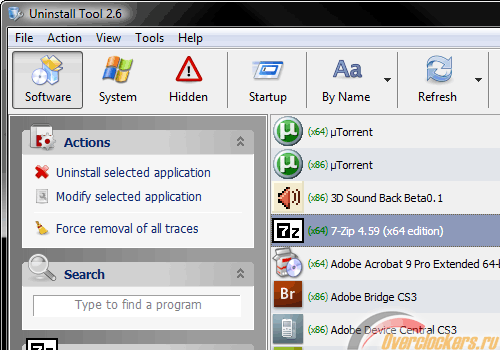 Uninstall Tool 2.6
File Action View Tools Help
Software System Hidden Startup By Name Refresh
Actions
Uninstall selected application
Modify selected application
Force removal of all traces
Search
Type to find a program
(x64) µTorrent
(x86) µTorrent
(x86) 3D Sound Back Beta0.1
7z (x64) 7-Zip 4.59 (x64 edition)
(x64) Adobe Acrobat 9 Pro Extended 64-
Br (x86) Adobe Bridge CS3
(x86) Adobe Device Central CS3
Overclockers.ru